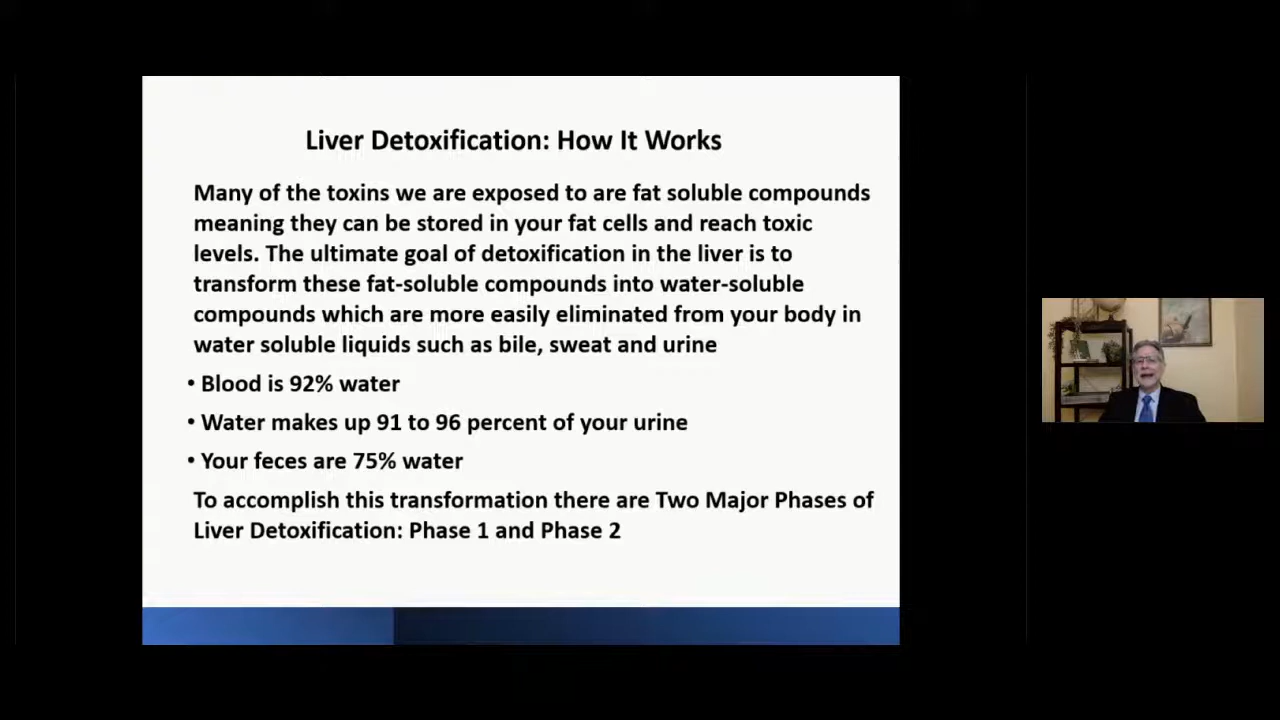 Liver Detoxification: How It Works
Many of the toxins we are exposed to are fat soluble compounds
meaning they can be stored in your fat cells and reach toxic
levels. The ultimate goal of detoxification in the liver is to
transform these fat-soluble compounds into water-soluble
compounds which are more easily eliminated from your body in
water soluble liquids such as bile, sweat and urine
• Blood is 92% water
• Water makes up 91 to 96 percent of your urine
• Your feces are 75% water
To accomplish this transformation there are Two Major Phases of
Liver Detoxification: Phase 1 and Phase 2